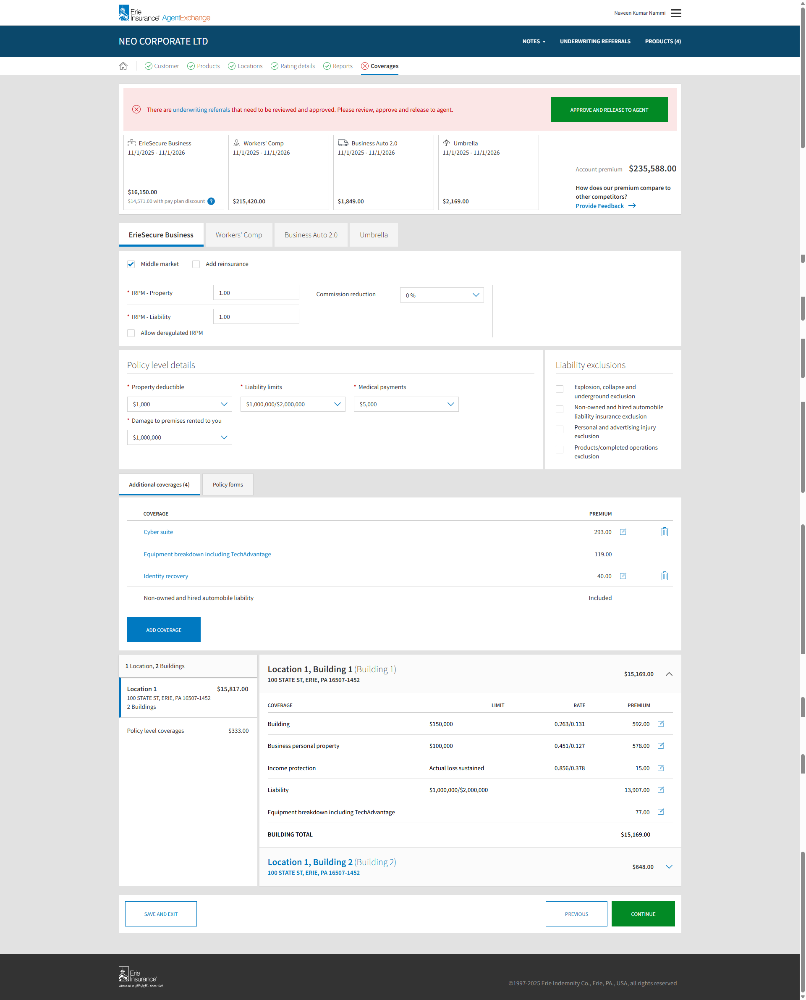 Erie
Insurance® AgentExchange
Naveen Kumar Nammi
NEO CORPORATE LTD
NOTES ▼ UNDERWRITING REFERRALS PRODUCTS (4)
Customer Products Locations Rating details Reports Coverages
There are underwriting referrals that need to be reviewed and approved. Please review, approve and release to agent.
APPROVE AND RELEASE TO AGENT
ErieSecure Business
11/1/2025 - 11/1/2026
$16,150.00
$14,571.00 with pay plan discount ?
Workers' Comp
11/1/2025 - 11/1/2026
$215,420.00
Business Auto 2.0
11/1/2025 - 11/1/2026
$1,849.00
Umbrella
11/1/2025 - 11/1/2026
$2,169.00
Account premium $235,588.00
How does our premium compare to
other competitors?
Provide Feedback
ErieSecure Business Workers' Comp Business Auto 2.0 Umbrella
Middle market Add reinsurance
* IRPM - Property 1.00
* IRPM - Liability 1.00
Allow deregulated IRPM
Commission reduction 0 %
Policy level details
* Property deductible
$1,000
* Liability limits
$1,000,000/$2,000,000
* Medical payments
$5,000
* Damage to premises rented to you
$1,000,000
Liability exclusions
Explosion, collapse and
underground exclusion
Non-owned and hired automobile
liability insurance exclusion
Personal and advertising injury
exclusion
Products/completed operations
exclusion
Additional coverages (4) Policy forms
COVERAGE PREMIUM
Cyber suite 293.00
Equipment breakdown including TechAdvantage 119.00
Identity recovery 40.00
Non-owned and hired automobile liability Included
ADD COVERAGE
1 Location, 2 Buildings
Location 1 $15,817.00
100 STATE ST, ERIE, PA 16507-1452
2 Buildings
Policy level coverages $333.00
Location 1, Building 1 (Building 1)
100 STATE ST, ERIE, PA 16507-1452
$15,169.00
COVERAGE LIMIT RATE PREMIUM
Building $150,000 0.263/0.131 592.00
Business personal property $100,000 0.451/0.127 578.00
Income protection Actual loss sustained 0.856/0.378 15.00
Liability $1,000,000/$2,000,000 13,907.00
Equipment breakdown including TechAdvantage 77.00
BUILDING TOTAL $15,169.00
Location 1, Building 2 (Building 2)
100 STATE ST, ERIE, PA 16507-1452
$648.00
SAVE AND EXIT PREVIOUS CONTINUE
Erie
Insurance®
Above all in SERVICE® - since 1925
©1997-2025 Erie Indemnity Co., Erie, PA., USA, all rights reserved